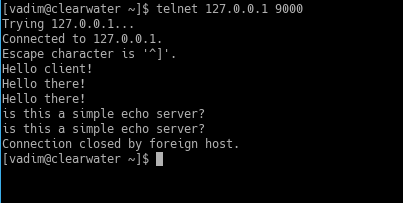 [vadim@clearwater ~]$ telnet 127.0.0.1 9000
Trying 127.0.0.1...
Connected to 127.0.0.1.
Escape character is '^]'.
Hello client!
Hello there!
Hello there!
is this a simple echo server?
is this a simple echo server?
Connection closed by foreign host.
[vadim@clearwater ~]$